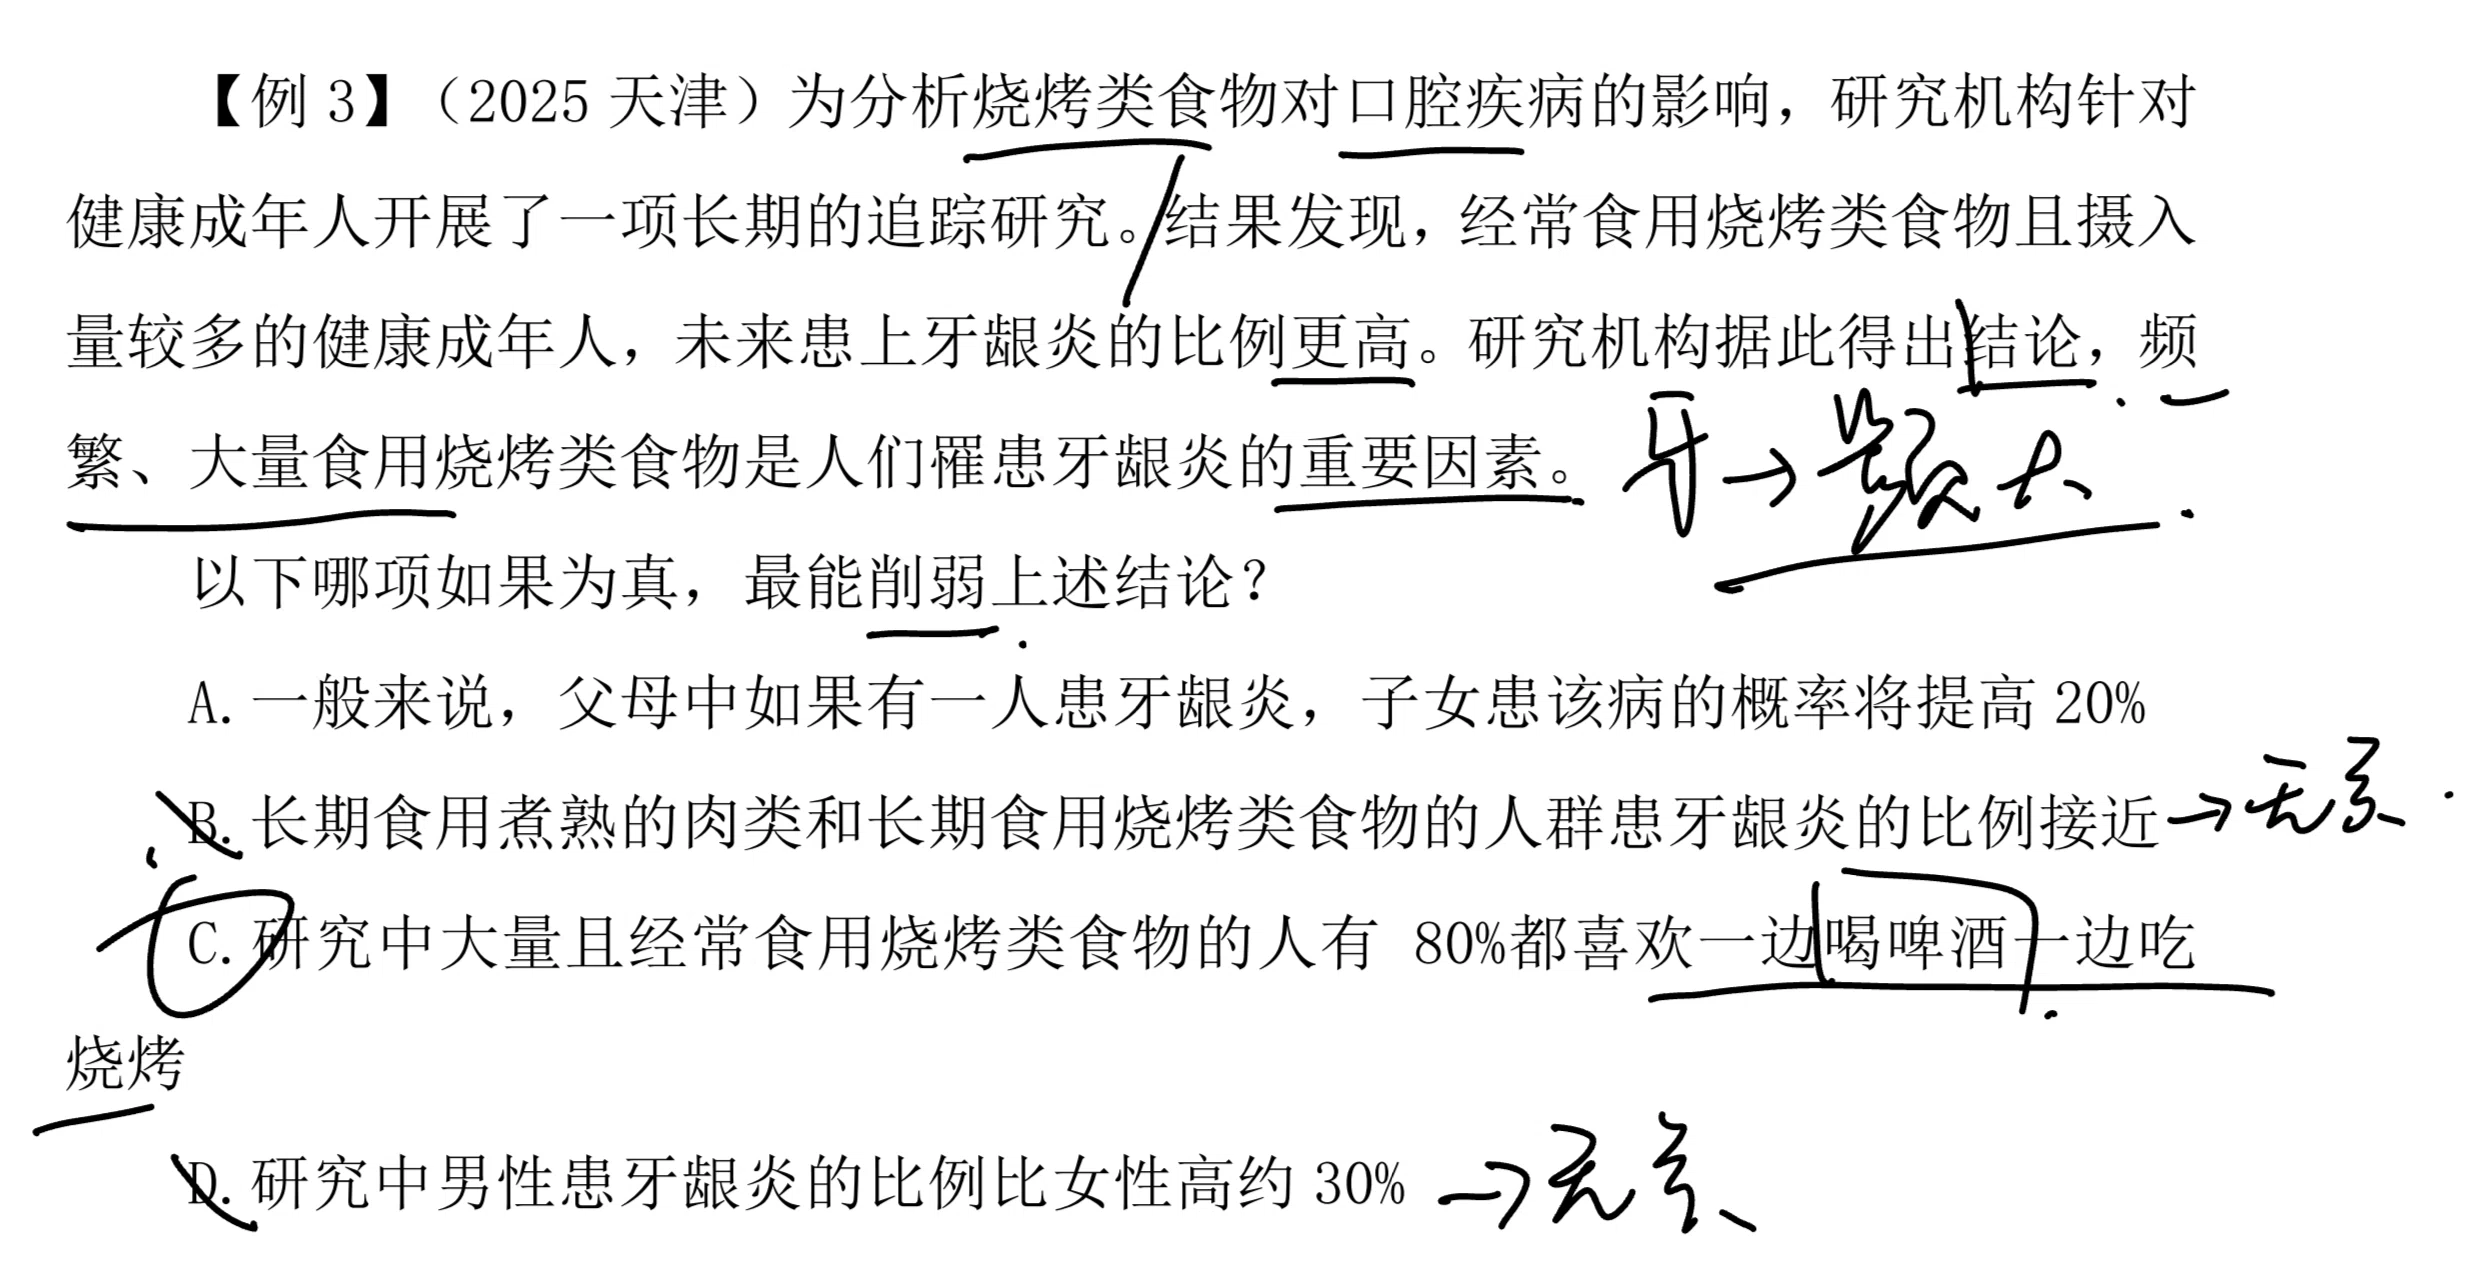 【例 3】（2025 天津）为分析烧烤类食物对口腔疾病的影响，研究机构针对
健康成年人开展了一项长期的追踪研究。结果发现，经常食用烧烤类食物且摄入
量较多的健康成年人，未来患上牙龈炎的比例更高。研究机构据此得出结论，频
繁、大量食用烧烤类食物是人们罹患牙龈炎的重要因素。 牙→频大
以下哪项如果为真，最能削弱上述结论？
A. 一般来说，父母中如果有一人患牙龈炎，子女患该病的概率将提高 20%
B. 长期食用煮熟的肉类和长期食用烧烤类食物的人群患牙龈炎的比例接近 →无关
C. 研究中大量且经常食用烧烤类食物的人有 80%都喜欢一边喝啤酒一边吃
烧烤
D. 研究中男性患牙龈炎的比例比女性高约 30% →无关